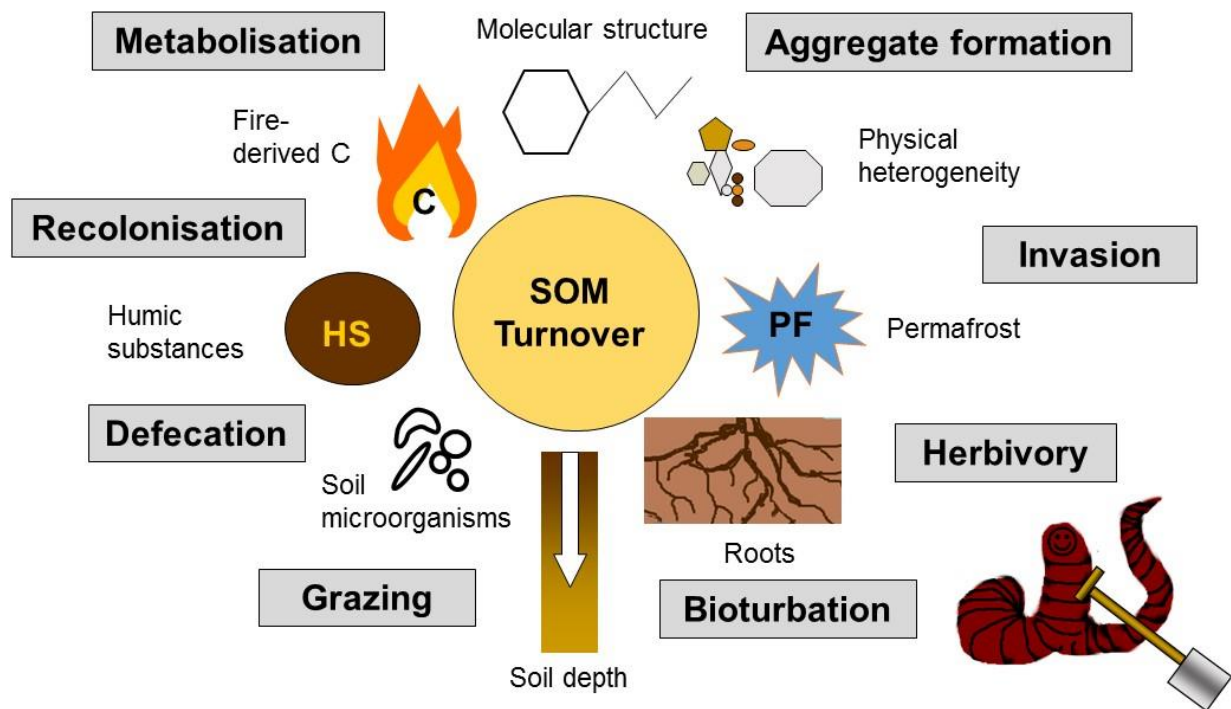 Metabolisation
Molecular structure
Aggregate formation
Fire-
derived C
C
Physical
heterogeneity
Recolonisation
Invasion
SOM
Turnover
Humic
substances
HS
PF
Permafrost
Defecation
Herbivory
Soil
microorganisms
Roots
Grazing
Bioturbation
Soil depth